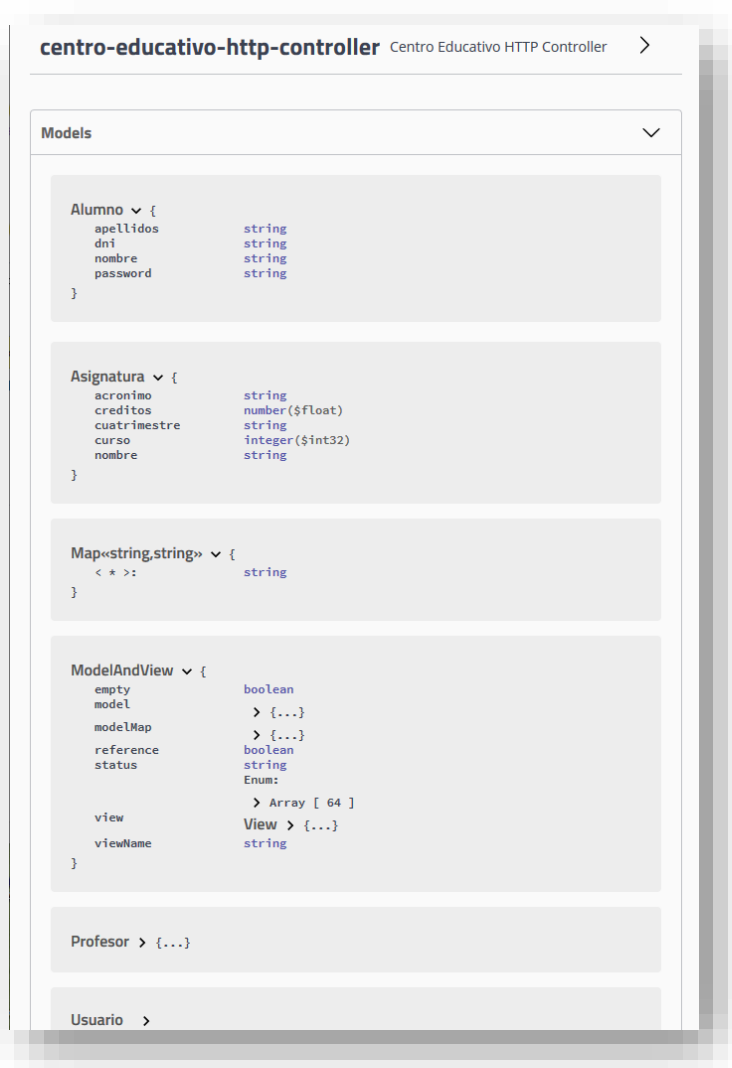 centro-educativo-http-controller Centro Educativo HTTP Controller
Models
Alumno {
apellidos string
dni string
nombre string
password string
}
Asignatura {
acronimo string
creditos number($float)
cuatrimestre string
curso integer($int32)
nombre string
}
Map«string,string» {
< * >: string
}
ModelAndView {
empty boolean
model {...}
modelMap {...}
reference boolean
status string
Enum:
Array [ 64 ]
view View {...}
viewName string
}
Profesor {...}
Usuario